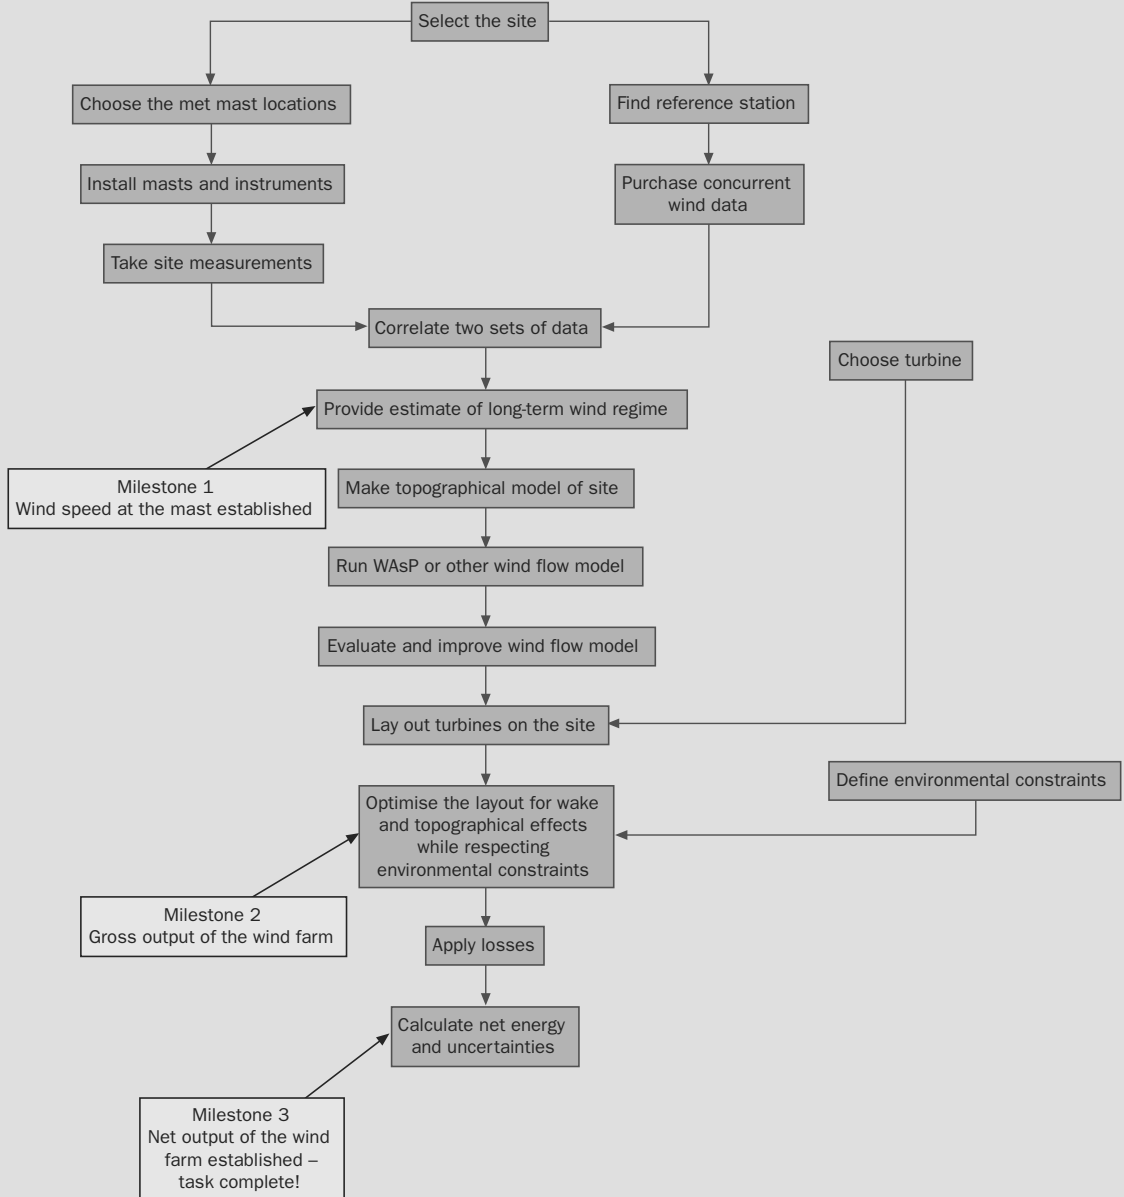 Select the site
Choose the met mast locations
Find reference station
Install masts and instruments
Purchase concurrent
wind data
Take site measurements
Correlate two sets of data
Choose turbine
Provide estimate of long-term wind regime
Milestone 1
Wind speed at the mast established
Make topographical model of site
Run WAsP or other wind flow model
Evaluate and improve wind flow model
Lay out turbines on the site
Define environmental constraints
Optimise the layout for wake
and topographical effects
while respecting
environmental constraints
Milestone 2
Gross output of the wind farm
Apply losses
Calculate net energy
and uncertainties
Milestone 3
Net output of the wind
farm established –
task complete!